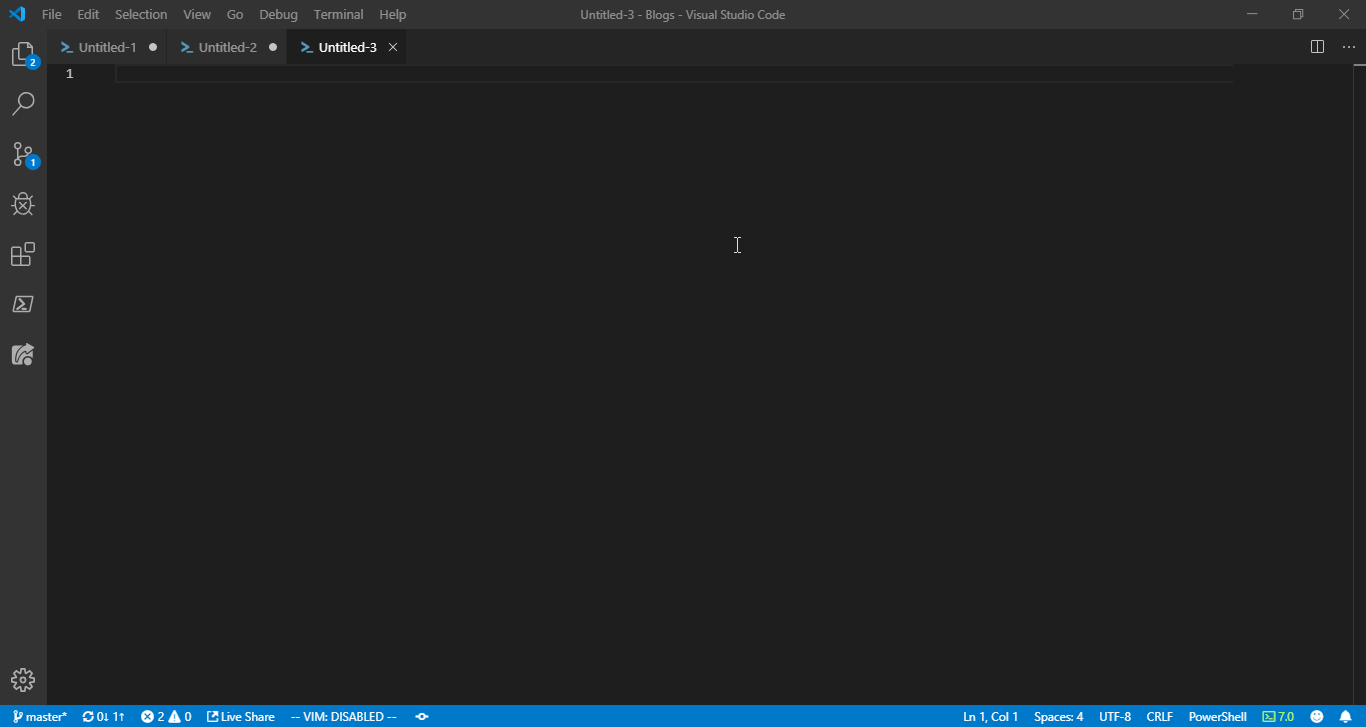 File Edit Selection View Go Debug Terminal Help Untitled-3 - Blogs - Visual Studio Code
Untitled-1 Untitled-2 Untitled-3
2
1
1
master* 0↓ 1↑ 2 0 Live Share -- VIM: DISABLED -- Ln 1, Col 1 Spaces: 4 UTF-8 CRLF PowerShell 7.0